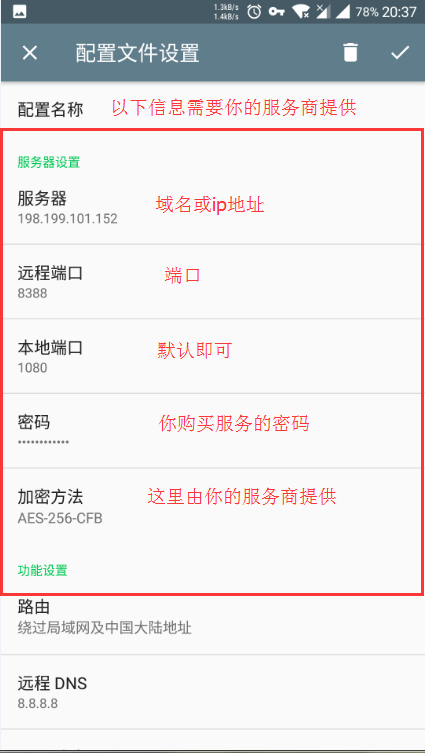 1.3kB/s
1.4kB/s
78% 20:37
配置文件设置
配置名称 以下信息需要你的服务商提供
服务器设置
服务器
198.199.101.152
域名或ip地址
远程端口
8388
端口
本地端口
1080
默认即可
密码
············
你购买服务的密码
加密方法
AES-256-CFB
这里由你的服务商提供
功能设置
路由
绕过局域网及中国大陆地址
远程 DNS
8.8.8.8